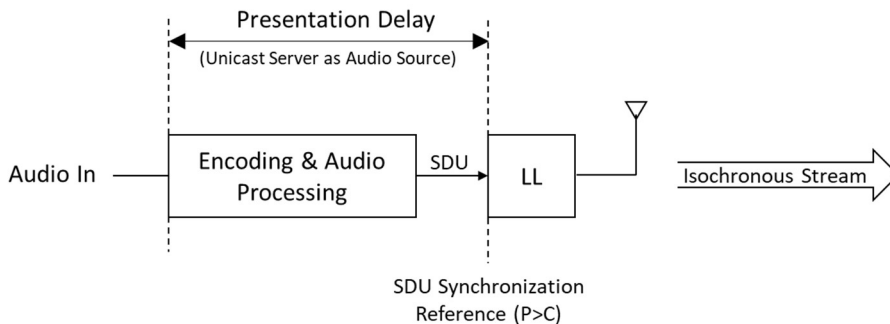 Presentation Delay
(Unicast Server as Audio Source)
Audio In
Encoding & Audio
Processing
SDU
LL
Isochronous Stream
SDU Synchronization
Reference (P>C)